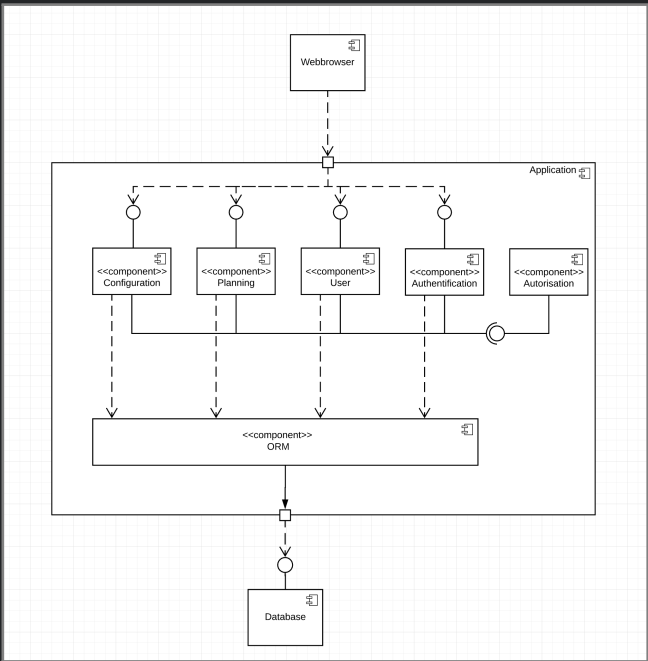 Webbrowser
Application
<<component>>
Configuration
<<component>>
Planning
<<component>>
User
<<component>>
Authentification
<<component>>
Autorisation
<<component>>
ORM
Database